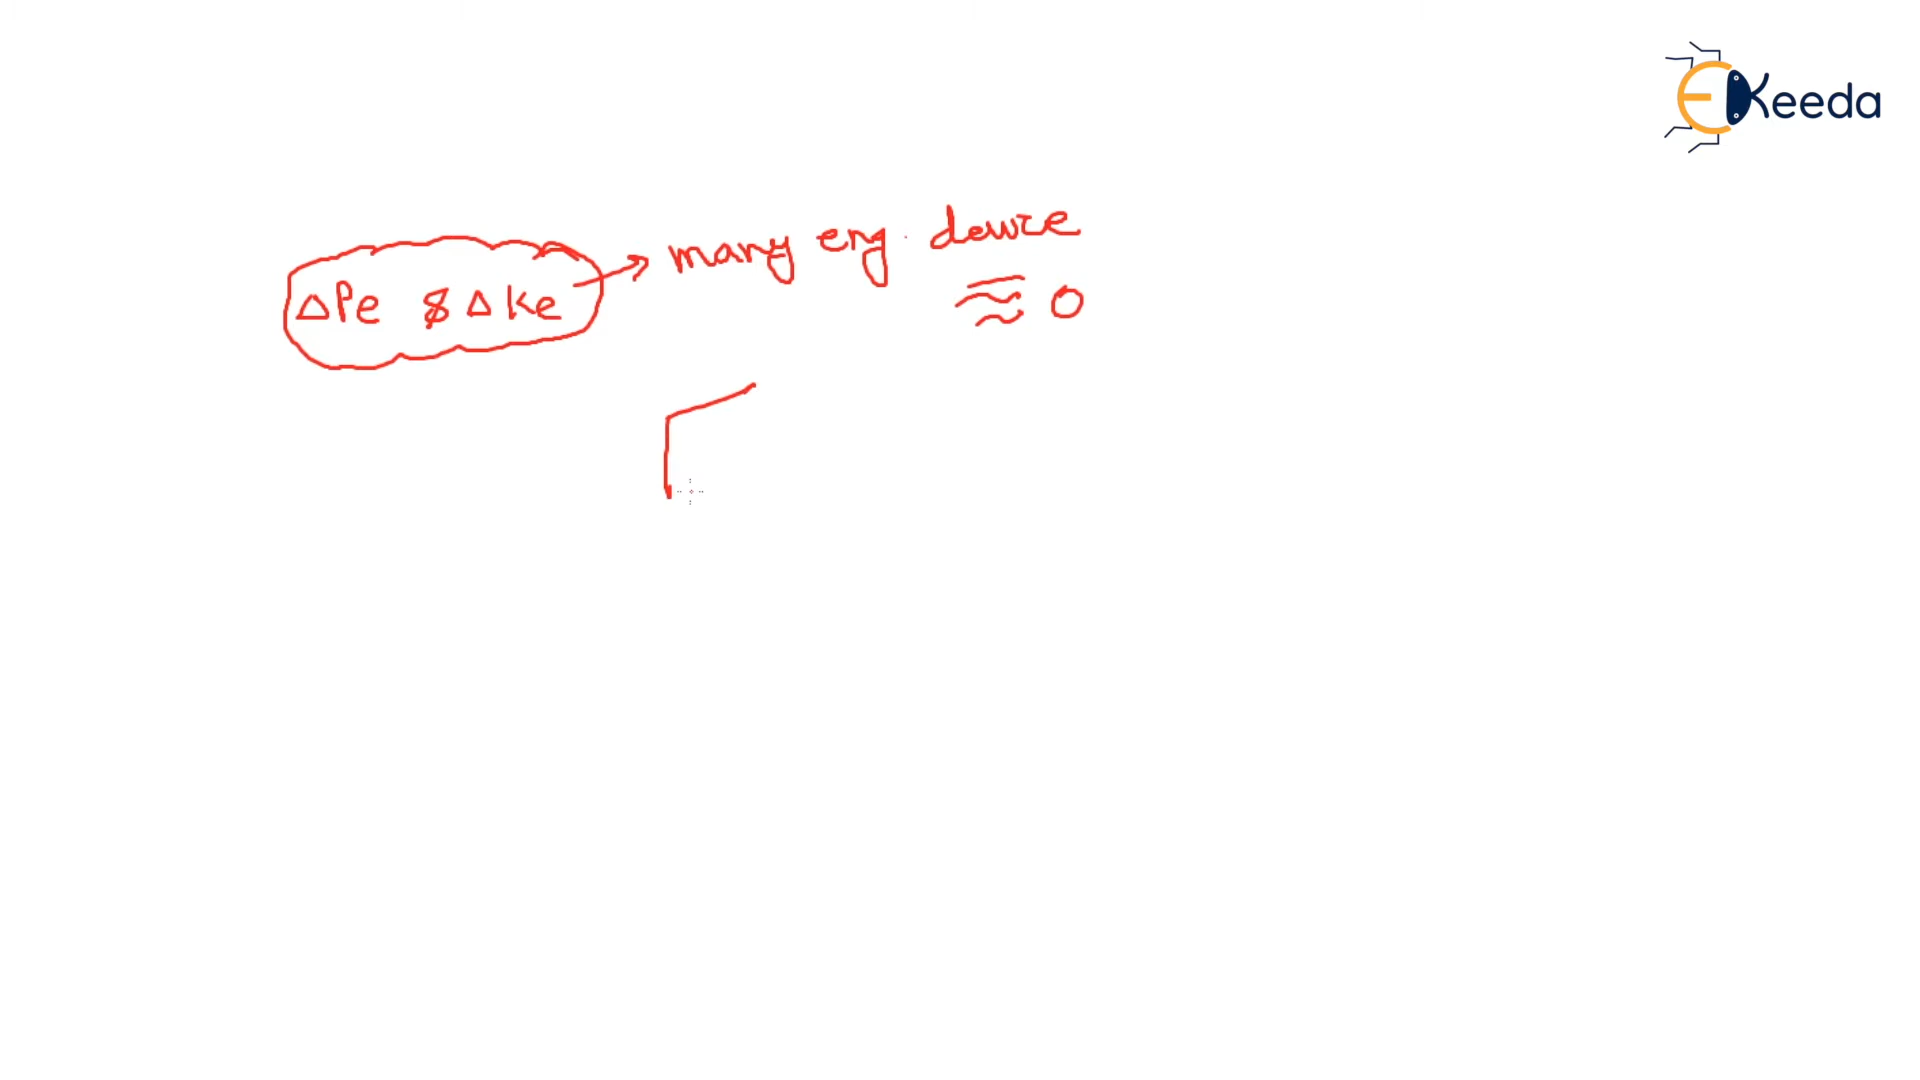 EKeeda
ΔPe & ΔKe → many eng. device
≈ 0